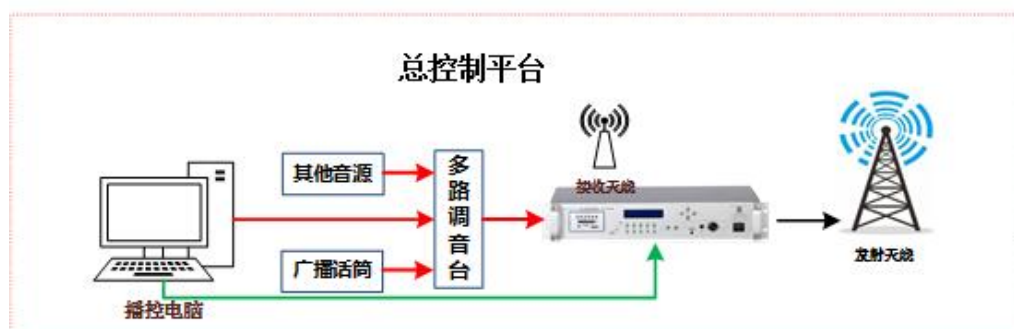 总控制平台
其他音源
多路调音台
接收天线
广播话筒
播控电脑
发射天线